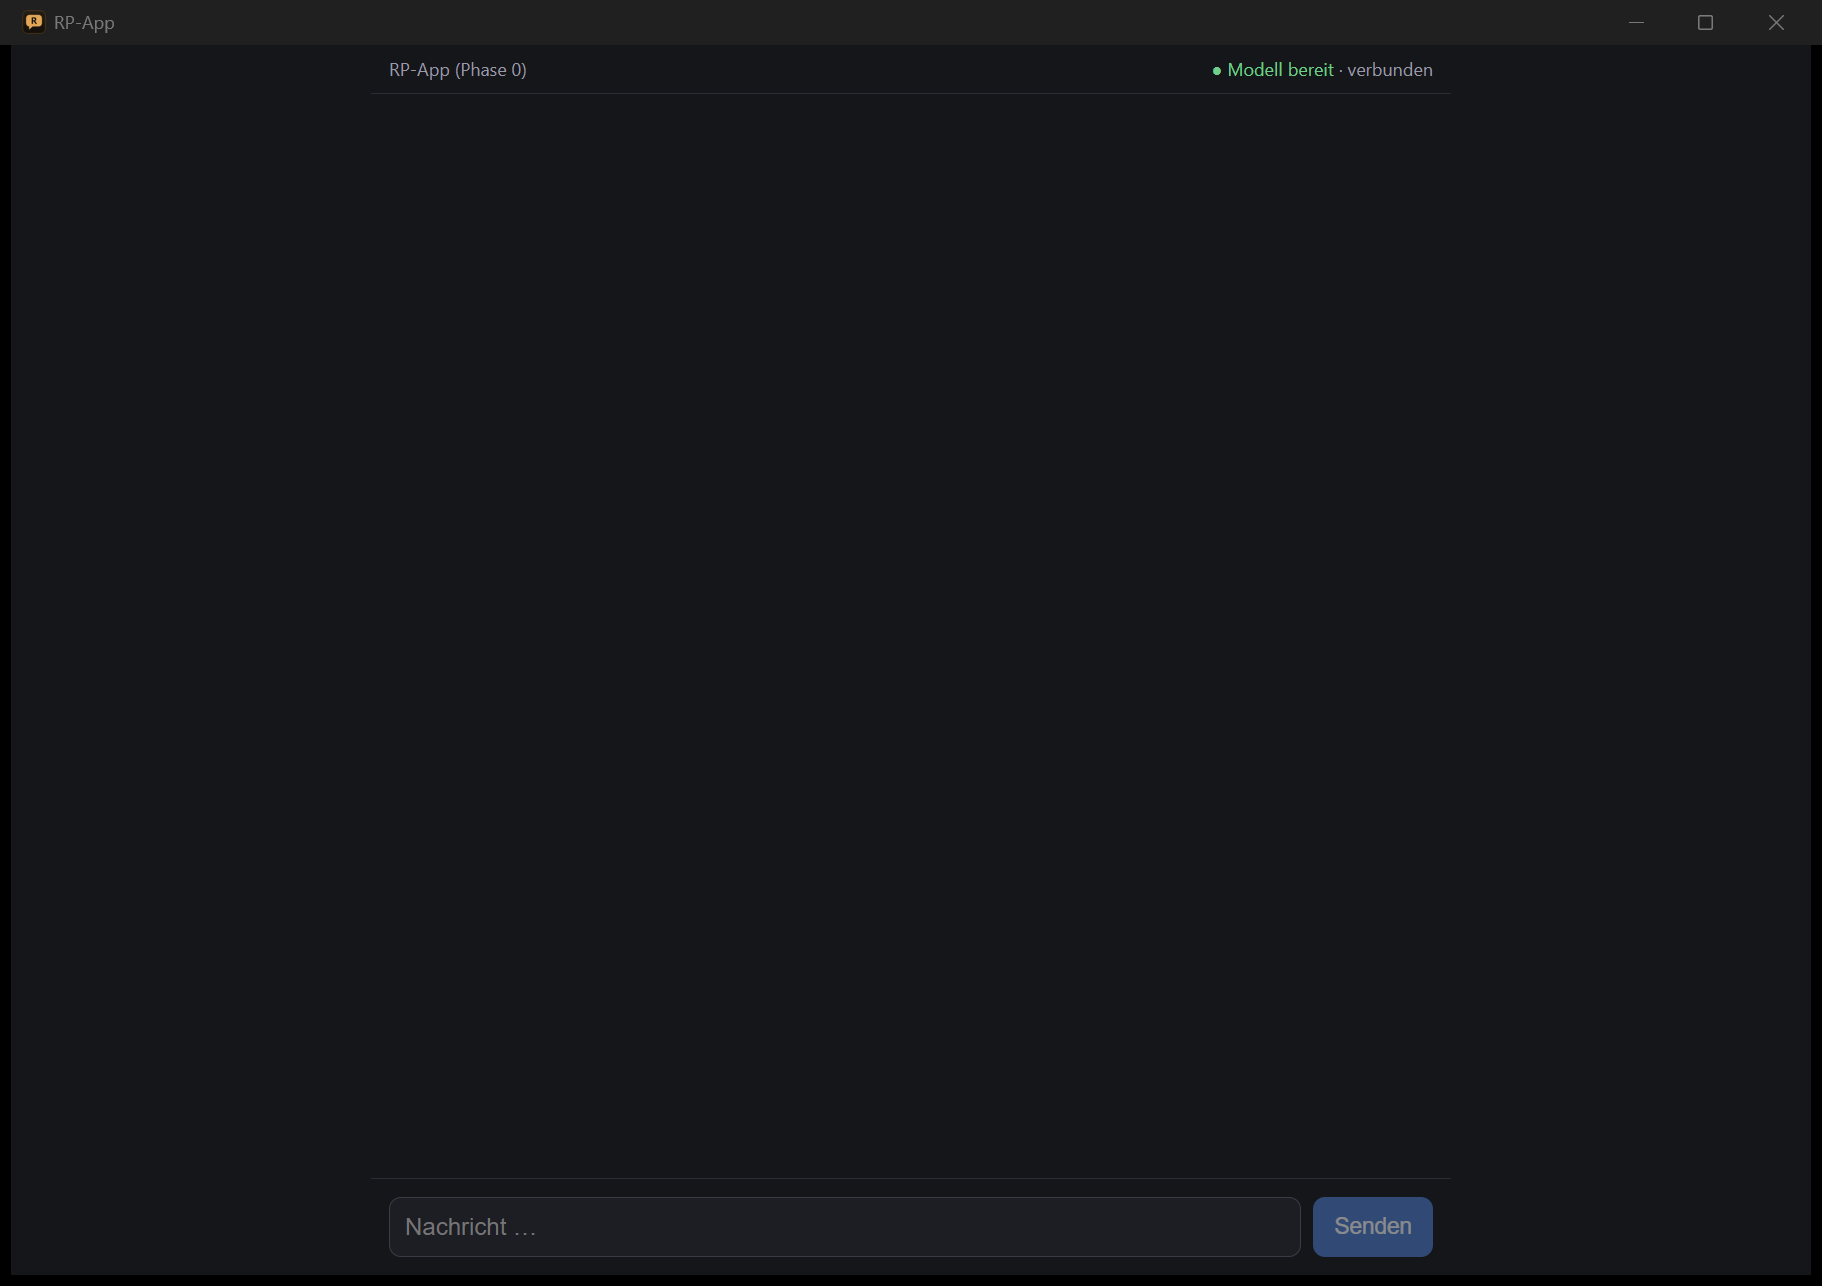 RP-App
RP-App (Phase 0)
● Modell bereit · verbunden
Nachricht …
Senden